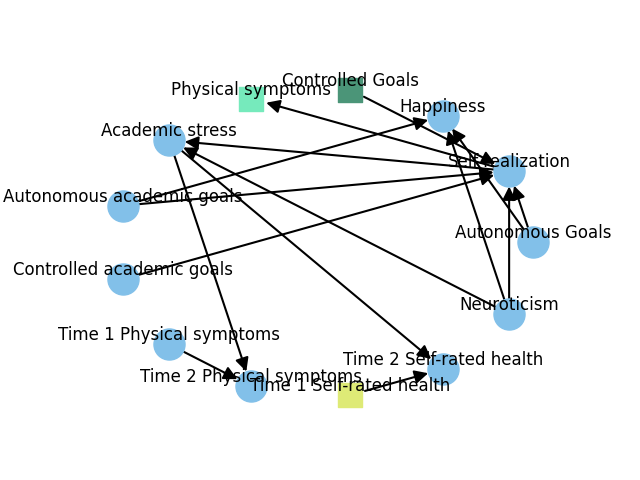 Controlled Goals
Physical symptoms
Happiness
Academic stress
Self-realization
Autonomous academic goals
Autonomous Goals
Controlled academic goals
Neuroticism
Time 1 Physical symptoms
Time 2 Self-rated health
Time 2 Physical symptoms
Time 1 Self-rated health